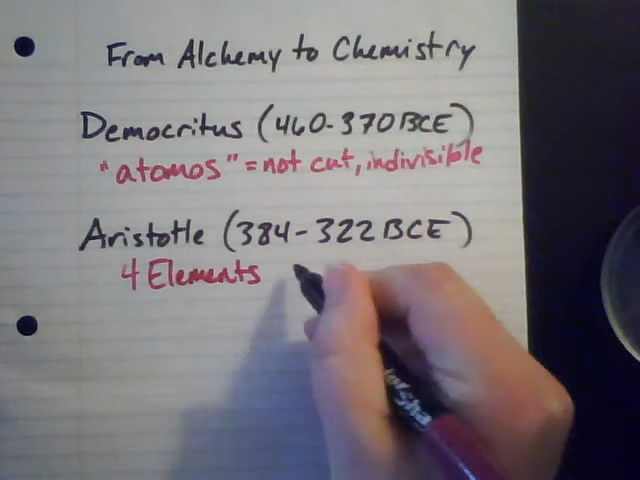 From Alchemy to Chemistry
Democritus (460-370 BCE)
"atomos" = not cut, indivisible
Aristotle (384-322 BCE)
4 Elements